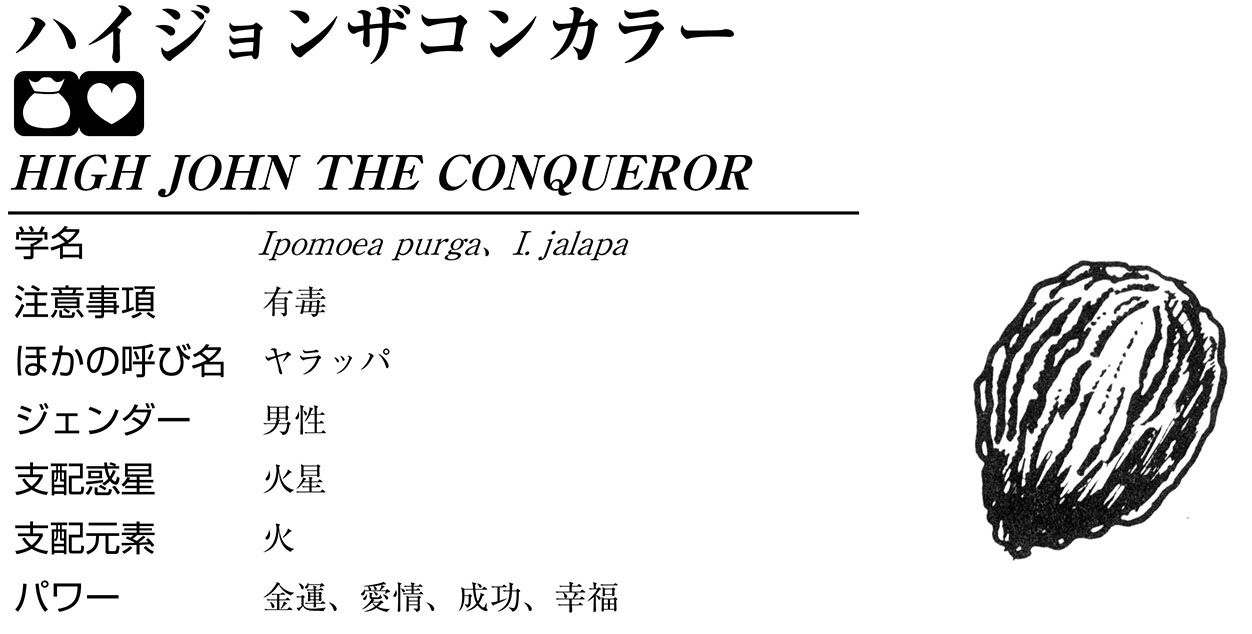 ハイジョンザコンカラー
HIGH JOHN THE CONQUEROR
学名 Ipomoea purga、I. jalapa
注意事項 有毒
ほかの呼び名 ヤラッパ
ジェンダー 男性
支配惑星 火星
支配元素 火
パワー 金運、愛情、成功、幸福